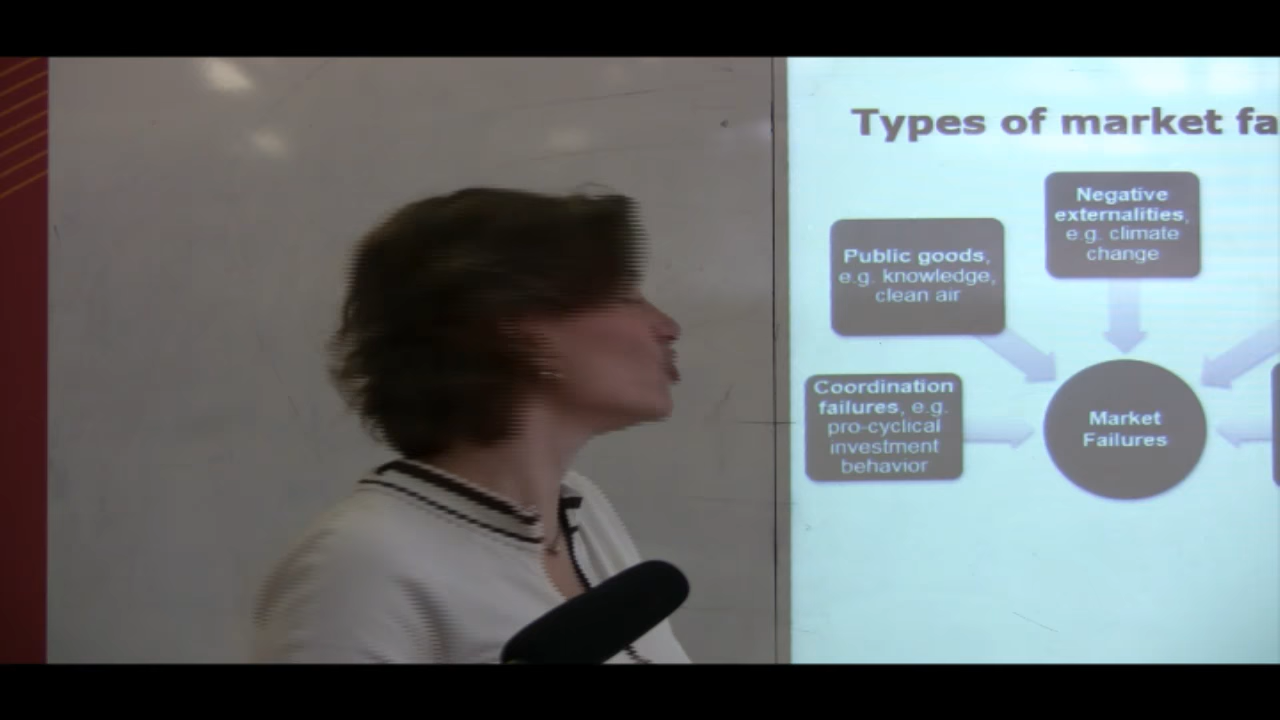 Types of market fa
Negative
externalities,
e.g. climate
change
Public goods,
e.g. knowledge,
clean air
Coordination
failures, e.g.
pro-cyclical
investment
behavior
Market
Failures